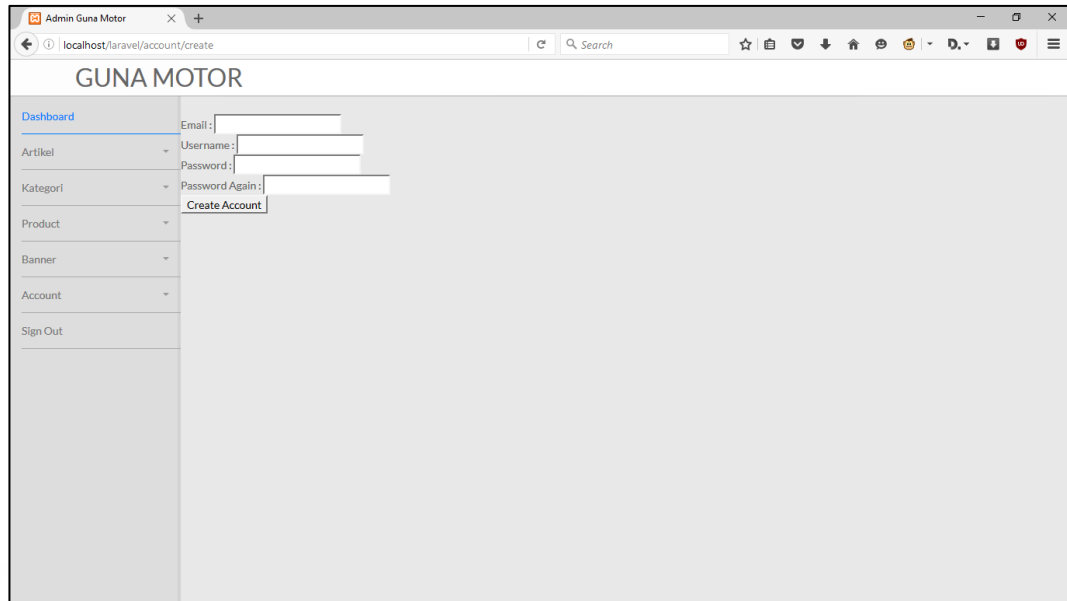 Admin Guna Motor
localhost/laravel/account/create
Search
GUNA MOTOR
Dashboard
Artikel
Kategori
Product
Banner
Account
Sign Out
Email :
Username :
Password :
Password Again :
Create Account